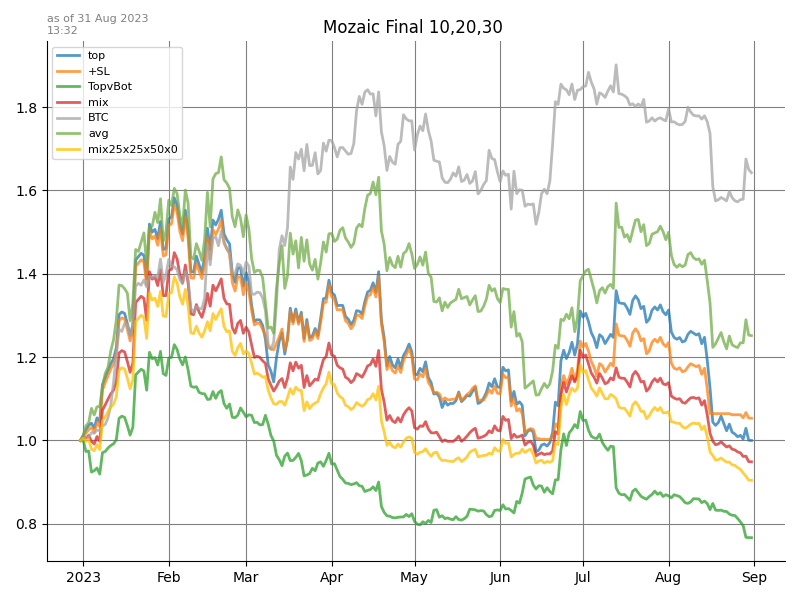 as of 31 Aug 2023
13:32
Mozaic Final 10,20,30
top
+SL
TopvBot
mix
BTC
avg
mix25x25x50x0
1.8
1.6
1.4
1.2
1.0
0.8
2023 Feb Mar Apr May Jun Jul Aug Sep